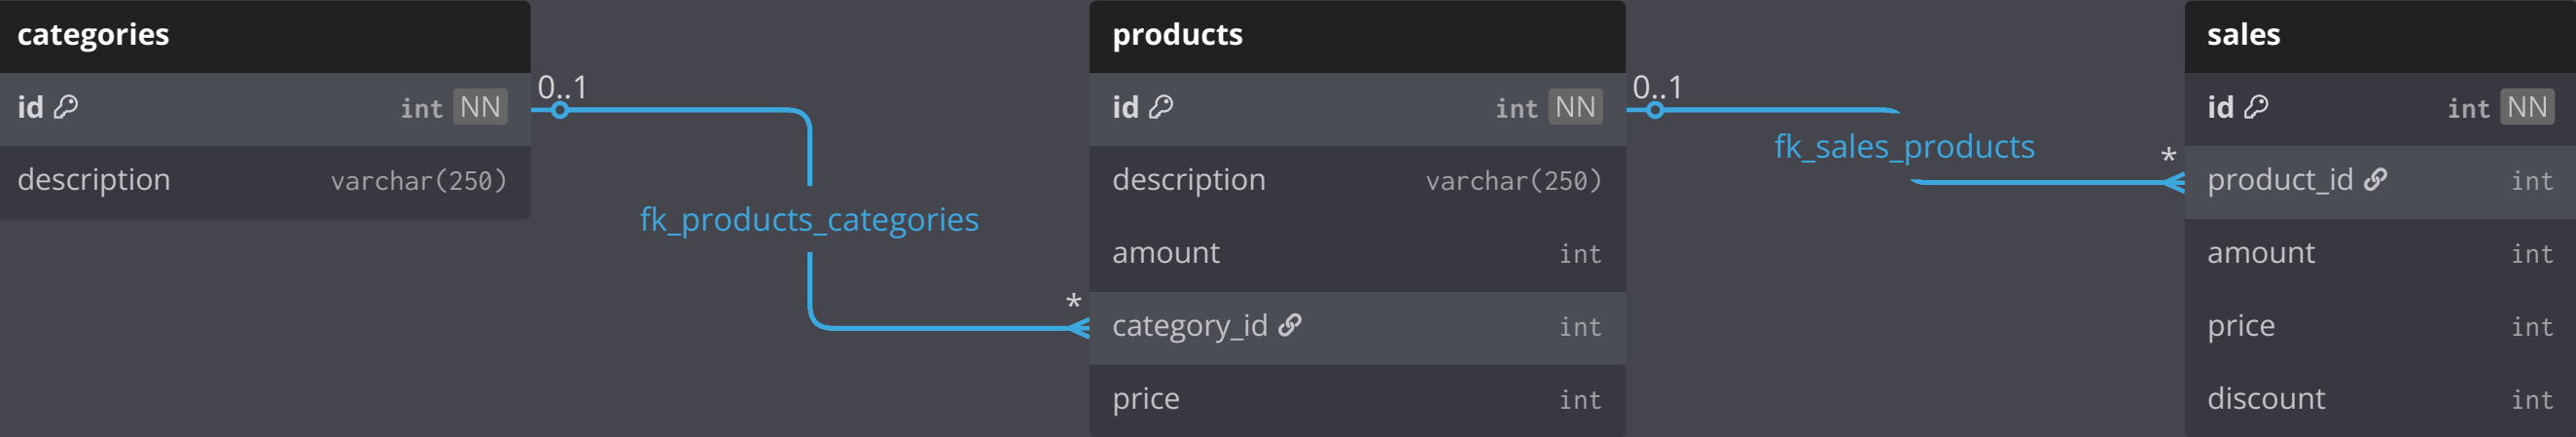 categories
id int NN
description varchar(250)
0..1
fk_products_categories
*
products
id int NN
description varchar(250)
amount int
category_id int
price int
0..1
fk_sales_products
*
sales
id int NN
product_id int
amount int
price int
discount int